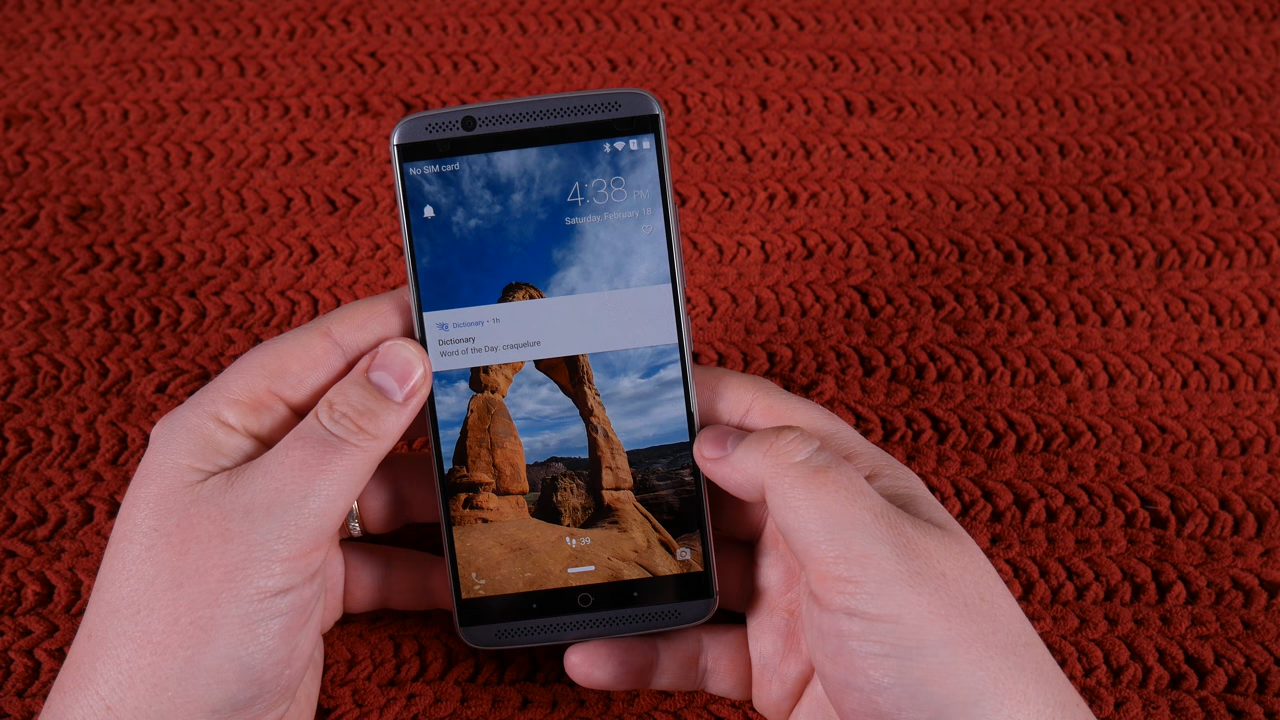 No SIM card
4:38 PM
Saturday, February 18
Dictionary • 1h
Dictionary
Word of the Day: craquelure
39